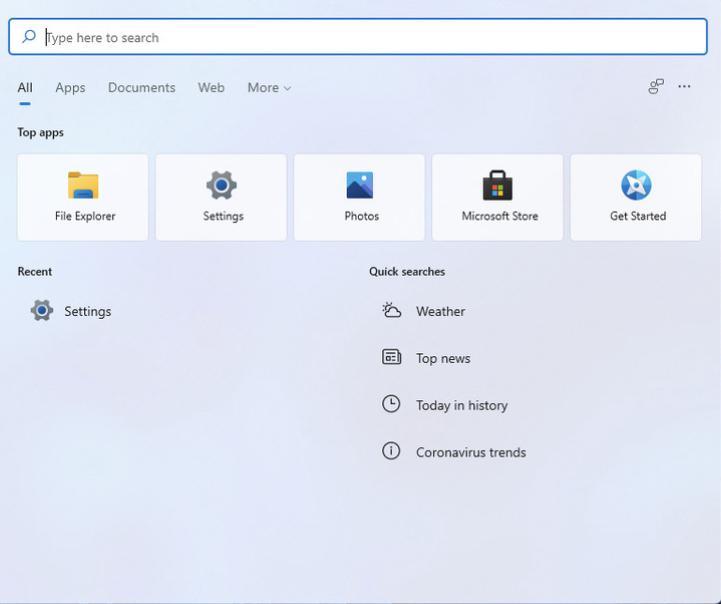 Type here to search
All Apps Documents Web More
Top apps
File Explorer Settings Photos Microsoft Store Get Started
Recent
Settings
Quick searches
Weather
Top news
Today in history
Coronavirus trends